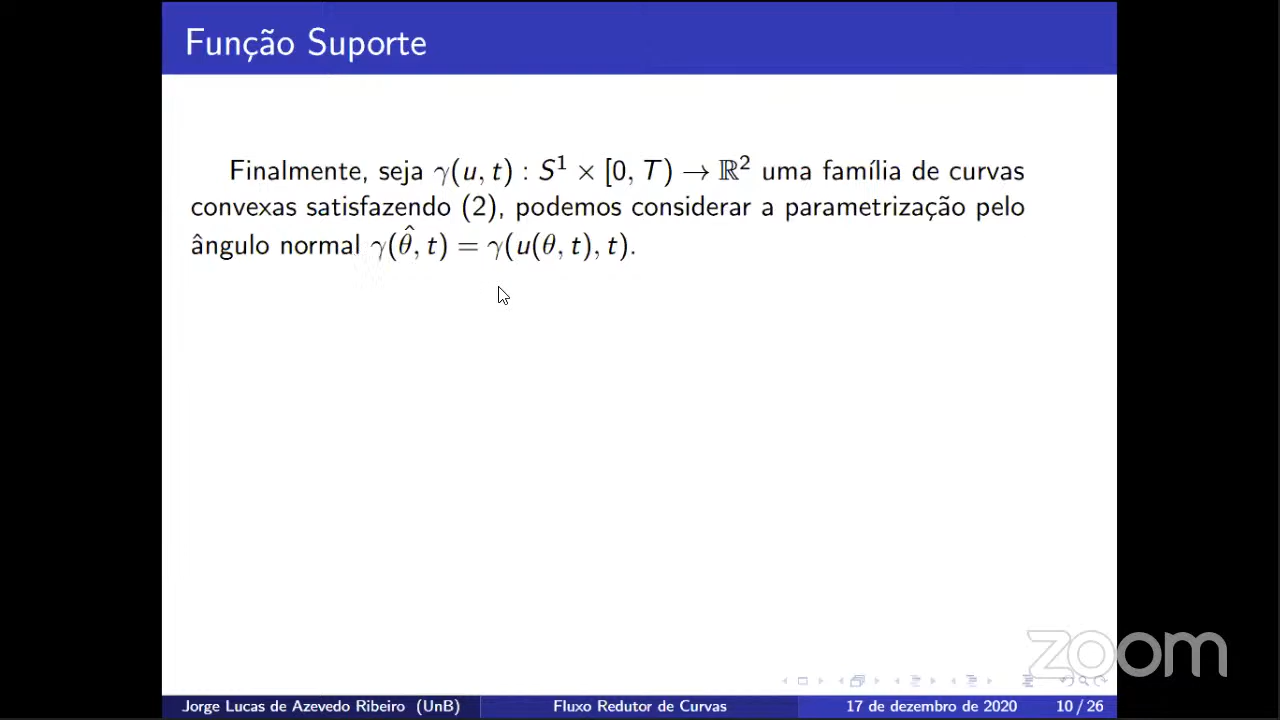 Função Suporte
Finalmente, seja γ(u, t) : S¹ × [0, T) → ℝ² uma família de curvas
convexas satisfazendo (2), podemos considerar a parametrização pelo
ângulo normal γ(θ̂, t) = γ(u(θ, t), t).
zoom
Jorge Lucas de Azevedo Ribeiro (UnB) Fluxo Redutor de Curvas 17 de dezembro de 2020 10 / 26